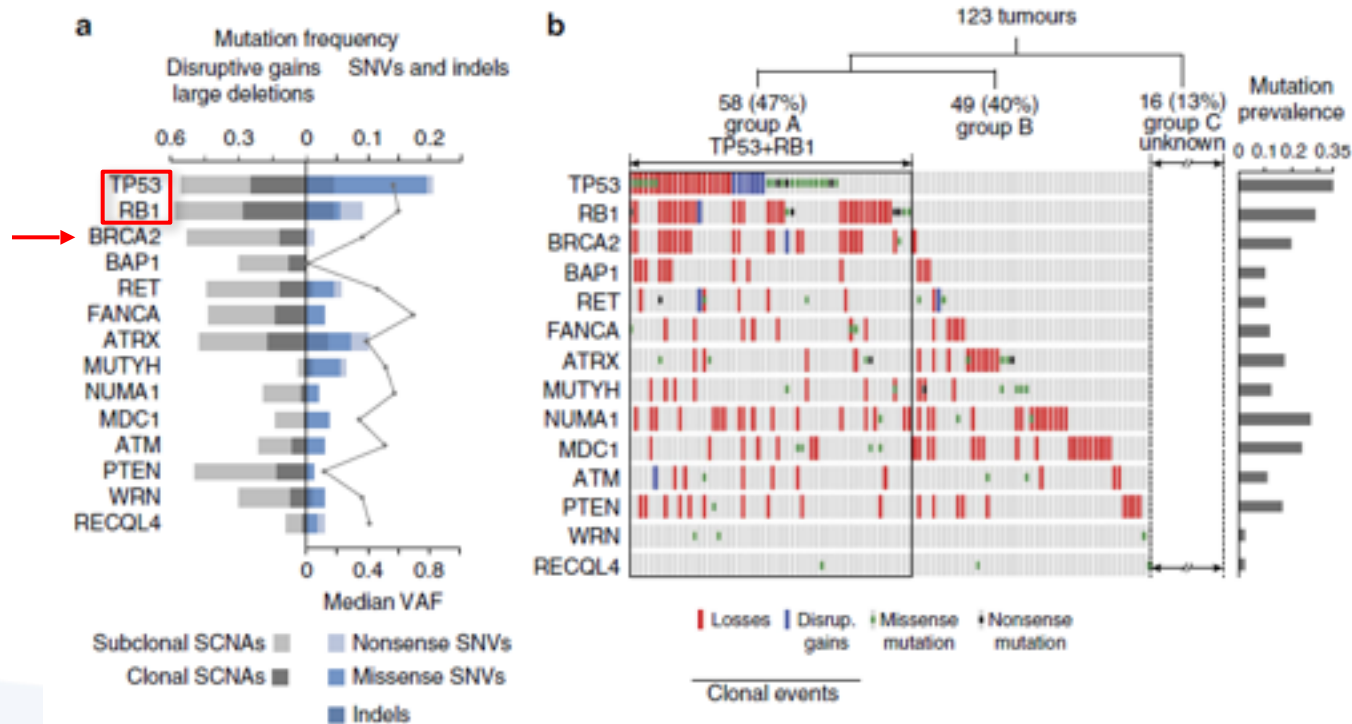 a
Mutation frequency
Disruptive gains
large deletions
SNVs and indels
0.6 0.3 0 0.1 0.2
TP53
RB1
BRCA2
BAP1
RET
FANCA
ATRX
MUTYH
NUMA1
MDC1
ATM
PTEN
WRN
RECQL4
0 0.4 0.8
Median VAF
Subclonal SCNAs
Clonal SCNAs
Nonsense SNVs
Missense SNVs
Indels
b
123 tumours
58 (47%)
group A
TP53+RB1
49 (40%)
group B
16 (13%)
group C
unknown
Mutation
prevalence
0 0.1 0.2 0.35
TP53
RB1
BRCA2
BAP1
RET
FANCA
ATRX
MUTYH
NUMA1
MDC1
ATM
PTEN
WRN
RECQL4
Losses
Disrup.
gains
Missense
mutation
Nonsense
mutation
Clonal events